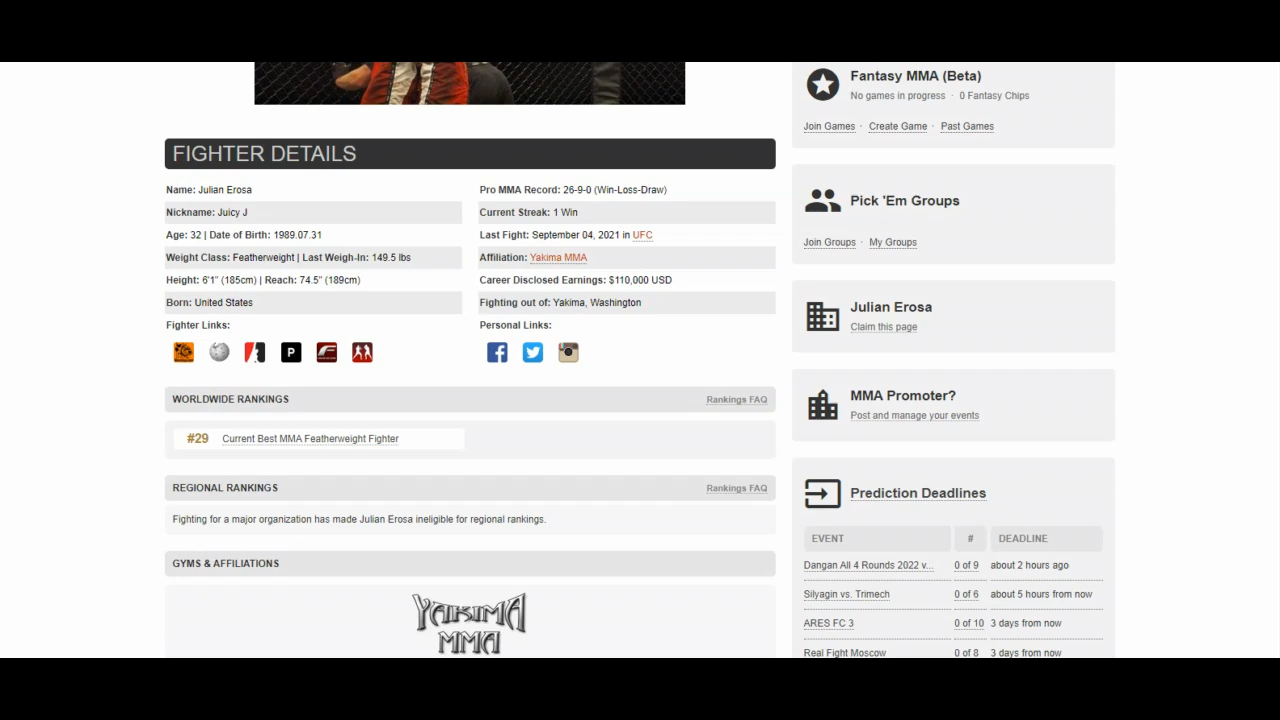 FIGHTER DETAILS
Name: Julian Erosa
Nickname: Juicy J
Age: 32 | Date of Birth: 1989.07.31
Weight Class: Featherweight | Last Weigh-In: 149.5 lbs
Height: 6'1" (185cm) | Reach: 74.5" (189cm)
Born: United States
Fighter Links:
P
Pro MMA Record: 26-9-0 (Win-Loss-Draw)
Current Streak: 1 Win
Last Fight: September 04, 2021 in UFC
Affiliation: Yakima MMA
Career Disclosed Earnings: $110,000 USD
Fighting out of: Yakima, Washington
Personal Links:
WORLDWIDE RANKINGS Rankings FAQ
#29 Current Best MMA Featherweight Fighter
REGIONAL RANKINGS Rankings FAQ
Fighting for a major organization has made Julian Erosa ineligible for regional rankings.
GYMS & AFFILIATIONS
YAKIMA
MMA
Fantasy MMA (Beta)
No games in progress · 0 Fantasy Chips
Join Games · Create Game · Past Games
Pick 'Em Groups
Join Groups · My Groups
Julian Erosa
Claim this page
MMA Promoter?
Post and manage your events
Prediction Deadlines
EVENT # DEADLINE
Dangan All 4 Rounds 2022 v... 0 of 9 about 2 hours ago
Silyagin vs. Trimech 0 of 6 about 5 hours from now
ARES FC 3 0 of 10 3 days from now
Real Fight Moscow 0 of 8 3 days from now